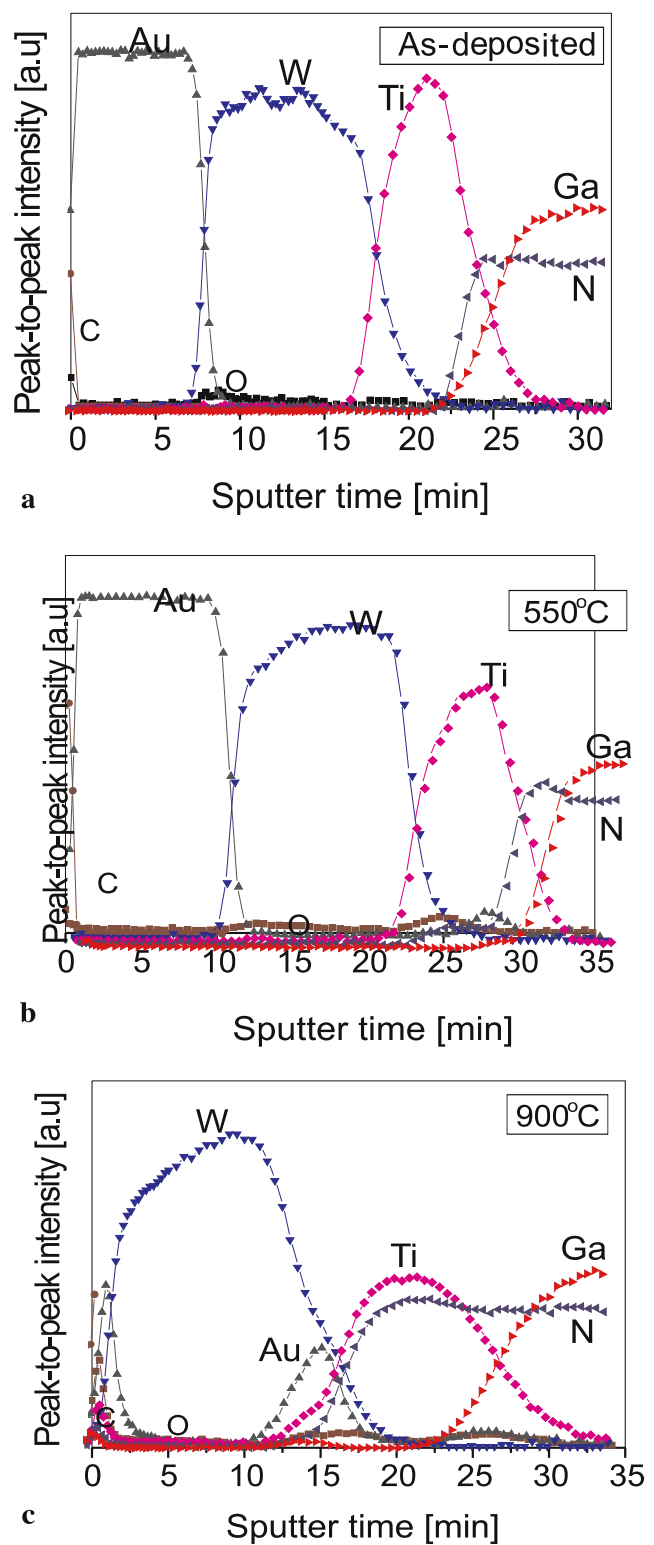 Peak-to-peak intensity [a.u]
As-deposited
Au
W
Ti
Ga
N
C
O
0 5 10 15 20 25 30
Sputter time [min]
a
Peak-to-peak intensity [a.u]
550°C
Au
W
Ti
Ga
N
C
O
0 5 10 15 20 25 30 35
Sputter time [min]
b
Peak-to-peak intensity [a.u]
900°C
W
Ti
Ga
N
Au
C
O
0 5 10 15 20 25 30 35
Sputter time [min]
c